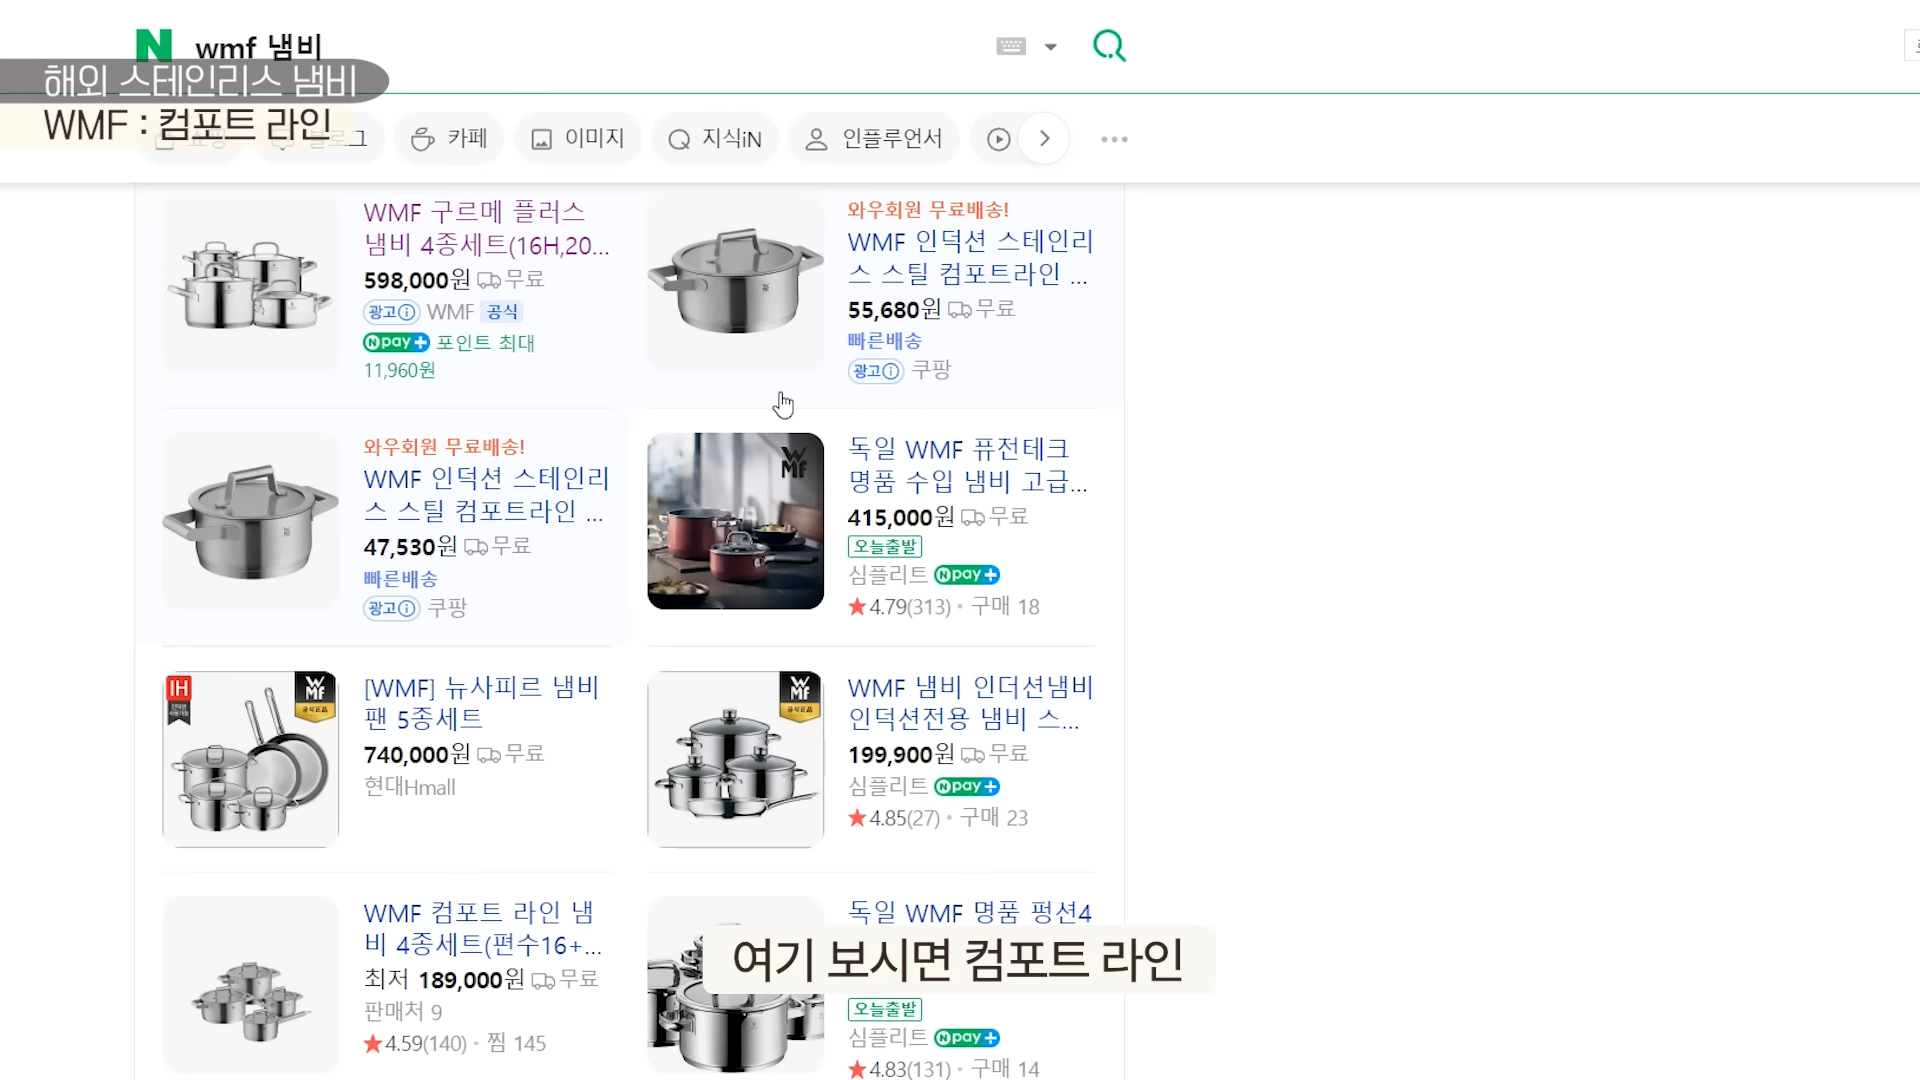 wmf 냄비
해외 스테인리스 냄비
WMF : 컴포트 라인
카페
이미지
지식iN
인플루언서
WMF 구르메 플러스
냄비 4종세트(16H,20...
598,000원 무료
광고 WMF 공식
Npay+ 포인트 최대
11,960원
와우회원 무료배송!
WMF 인덕션 스테인리
스 스틸 컴포트라인 ...
55,680원 무료
빠른배송
광고 쿠팡
와우회원 무료배송!
WMF 인덕션 스테인리
스 스틸 컴포트라인 ...
47,530원 무료
빠른배송
광고 쿠팡
WMF
독일 WMF 퓨전테크
명품 수입 냄비 고급...
415,000원 무료
오늘출발
심플리트 Npay+
4.79(313) • 구매 18
IH
WMF
[WMF] 뉴사피르 냄비
팬 5종세트
740,000원 무료
현대Hmall
WMF
WMF 냄비 인더션냄비
인덕션전용 냄비 스...
199,900원 무료
심플리트 Npay+
4.85(27) • 구매 23
WMF 컴포트 라인 냄
비 4종세트(편수16+...
최저 189,000원 무료
판매처 9
4.59(140) • 찜 145
독일 WMF 명품 펑션4
오늘출발
심플리트 Npay+
4.83(131) • 구매 14
여기 보시면 컴포트 라인